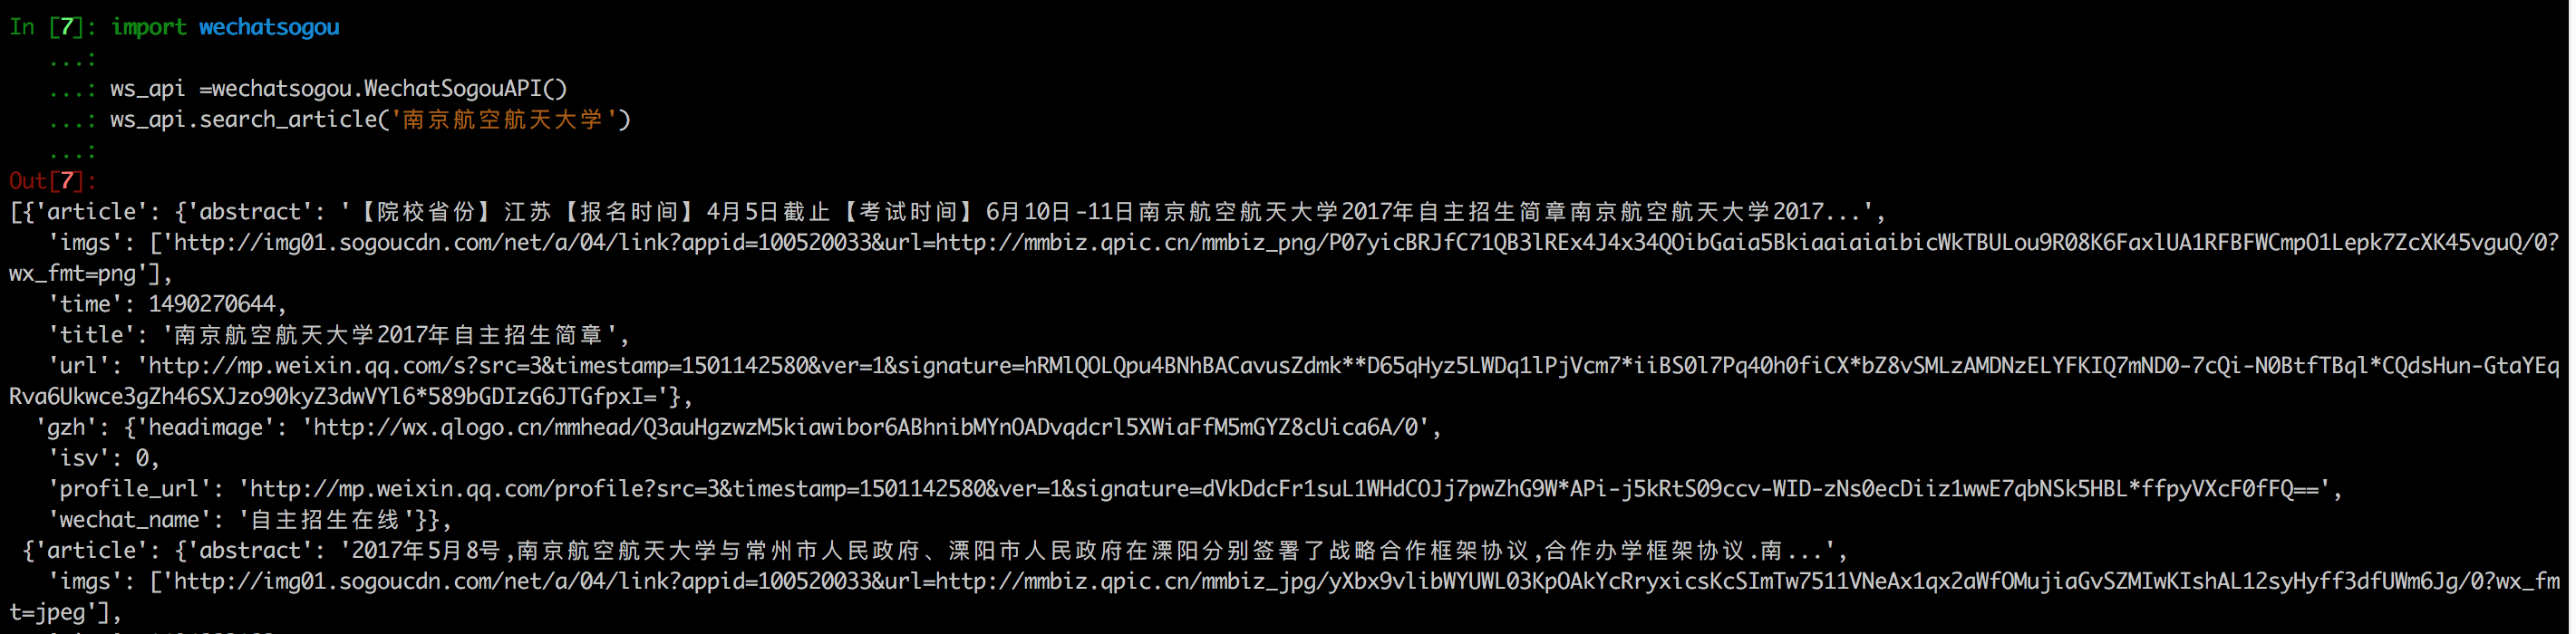 In [7]: import wechatsogou
...:
...: ws_api =wechatsogou.WechatSogouAPI()
...: ws_api.search_article('南京航空航天大学')
...:
Out[7]:
[{'article': {'abstract': '【院校省份】江苏【报名时间】4月5日截止【考试时间】6月10日-11日南京航空航天大学2017年自主招生简章南京航空航天大学2017...',
'imgs': ['http://img01.sogoucdn.com/net/a/04/link?appid=100520033&url=http://mmbiz.qpic.cn/mmbiz_png/P07yicBRJfC71QB3lREx4J4x34QOibGaia5BkiaaiaiaibicWkTBULou9R08K6FaxlUA1RFBFWCmpO1Lepk7ZcXK45vguQ/0?
wx_fmt=png'],
'time': 1490270644,
'title': '南京航空航天大学2017年自主招生简章',
'url': 'http://mp.weixin.qq.com/s?src=3&timestamp=1501142580&ver=1&signature=hRMlQOLQpu4BNhBACavusZdmk**D65qHyz5LWDq1lPjVcm7*iiBS0l7Pq40h0fiCX*bZ8vSMLzAMDNzELYFKIQ7mND0-7cQi-N0BtfTBql*CQdsHun-GtaYEq
Rva6Ukwce3gZh46SXJzo90kyZ3dwVYl6*589bGDIzG6JTGfpxI='},
'gzh': {'headimage': 'http://wx.qlogo.cn/mmhead/Q3auHgzwzM5kiawibor6ABhnibMYnOADvqdcrl5XWiaFfM5mGYZ8cUica6A/0',
'isv': 0,
'profile_url': 'http://mp.weixin.qq.com/profile?src=3&timestamp=1501142580&ver=1&signature=dVkDdcFr1suL1WHdCOJj7pwZhG9W*APi-j5kRtS09ccv-WID-zNs0ecDiiz1wwE7qbNSk5HBL*ffpyVXcF0fFQ==',
'wechat_name': '自主招生在线'}},
{'article': {'abstract': '2017年5月8号,南京航空航天大学与常州市人民政府、溧阳市人民政府在溧阳分别签署了战略合作框架协议,合作办学框架协议.南...',
'imgs': ['http://img01.sogoucdn.com/net/a/04/link?appid=100520033&url=http://mmbiz.qpic.cn/mmbiz_jpg/yXbx9vlibWYUWL03KpOAkYcRryxicsKcSImTw7511VNeAx1qx2aWfOMujiaGvSZMIwKIshAL12syHyff3dfUWm6Jg/0?wx_fm
t=jpeg'],